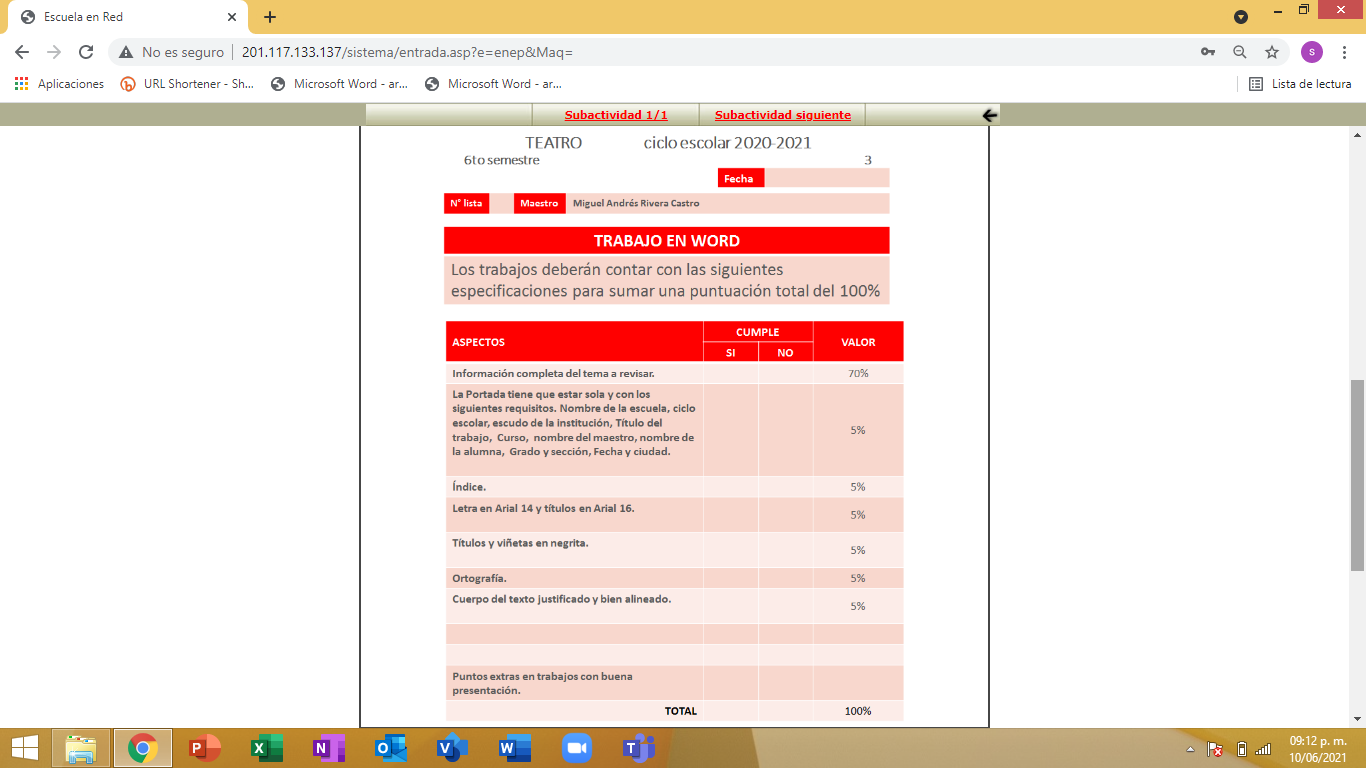 Escuela en Red
No es seguro 201.117.133.137/sistema/entrada.asp?e=enep&Maq=
s
Aplicaciones URL Shortener - Sh... Microsoft Word - ar... Microsoft Word - ar... Lista de lectura
Subactividad 1/1 Subactividad siguiente
TEATRO ciclo escolar 2020-2021
6to semestre 3
Fecha
N° lista Maestro Miguel Andrés Rivera Castro
TRABAJO EN WORD
Los trabajos deberán contar con las siguientes
especificaciones para sumar una puntuación total del 100%
ASPECTOS CUMPLE VALOR
SI NO
Información completa del tema a revisar. 70%
La Portada tiene que estar sola y con los
siguientes requisitos. Nombre de la escuela, ciclo
escolar, escudo de la institución, Título del
trabajo, Curso, nombre del maestro, nombre de
la alumna, Grado y sección, Fecha y ciudad.
5%
Índice. 5%
Letra en Arial 14 y títulos en Arial 16.
5%
Títulos y viñetas en negrita.
5%
Ortografía. 5%
Cuerpo del texto justificado y bien alineado.
5%
Puntos extras en trabajos con buena
presentación.
TOTAL 100%
09:12 p. m.
10/06/2021